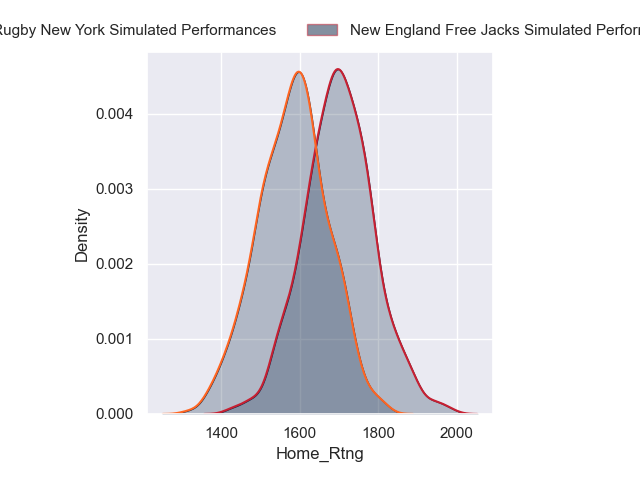 Rugby New York Simulated Performances New England Free Jacks Simulated
0.004
0.003
0.002
0.001
0.000
Density
1400 1600 1800 2000
Home_Rtng